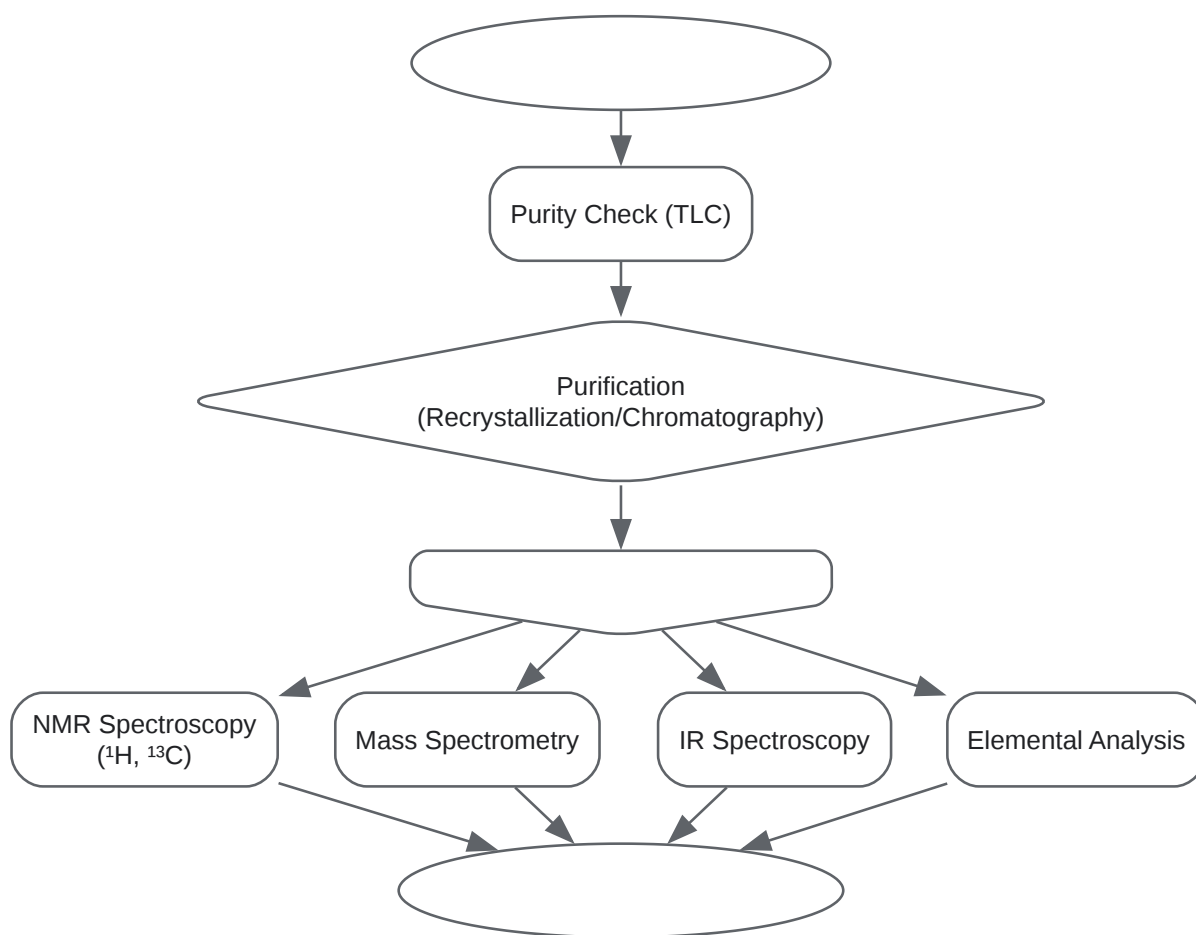 Purity Check (TLC)
Purification
(Recrystallization/Chromatography)
NMR Spectroscopy
(¹H, ¹³C)
Mass Spectrometry
IR Spectroscopy
Elemental Analysis